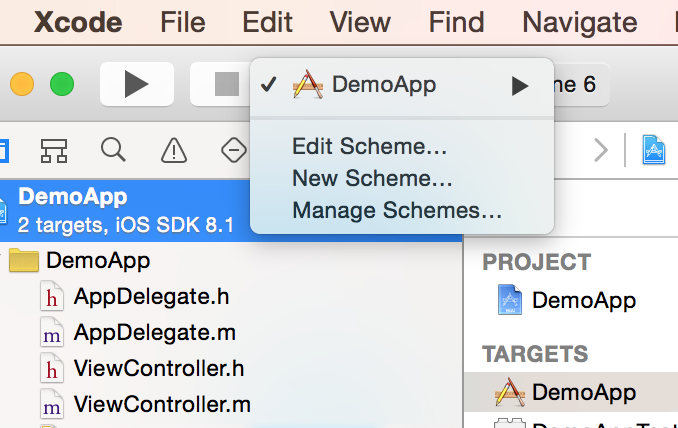 Xcode File Edit View Find Navigate
DemoApp
ne 6
Edit Scheme...
New Scheme...
Manage Schemes...
DemoApp
2 targets, iOS SDK 8.1
DemoApp
h AppDelegate.h
m AppDelegate.m
h ViewController.h
m ViewController.m
PROJECT
DemoApp
TARGETS
DemoApp